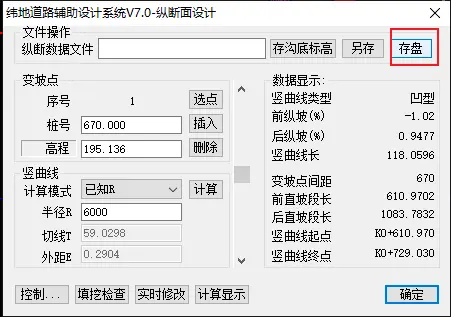 纬地道路辅助设计系统V7.0-纵断面设计
文件操作
纵断数据文件 存沟底标高 另存 存盘
变坡点
序号 1 选点
桩号 670.000 插入
高程 195.136 删除
竖曲线
计算模式 已知R 计算
半径R 6000
切线T 59.0298
外距E 0.2904
数据显示:
竖曲线类型 凹型
前纵坡(%) -1.02
后纵坡(%) 0.9477
竖曲线长 118.0596
变坡点间距 670
前直坡段长 610.9702
后直坡段长 1083.7832
竖曲线起点 K0+610.970
竖曲线终点 K0+729.030
控制... 填挖检查 实时修改 计算显示 确定